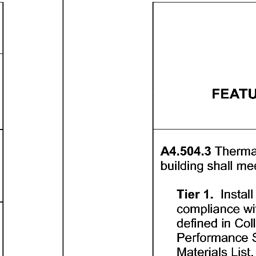 FEATU
A4.504.3 Therma
building shall mee
Tier 1. Install
compliance wi
defined in Coll
Performance S
Materials List.